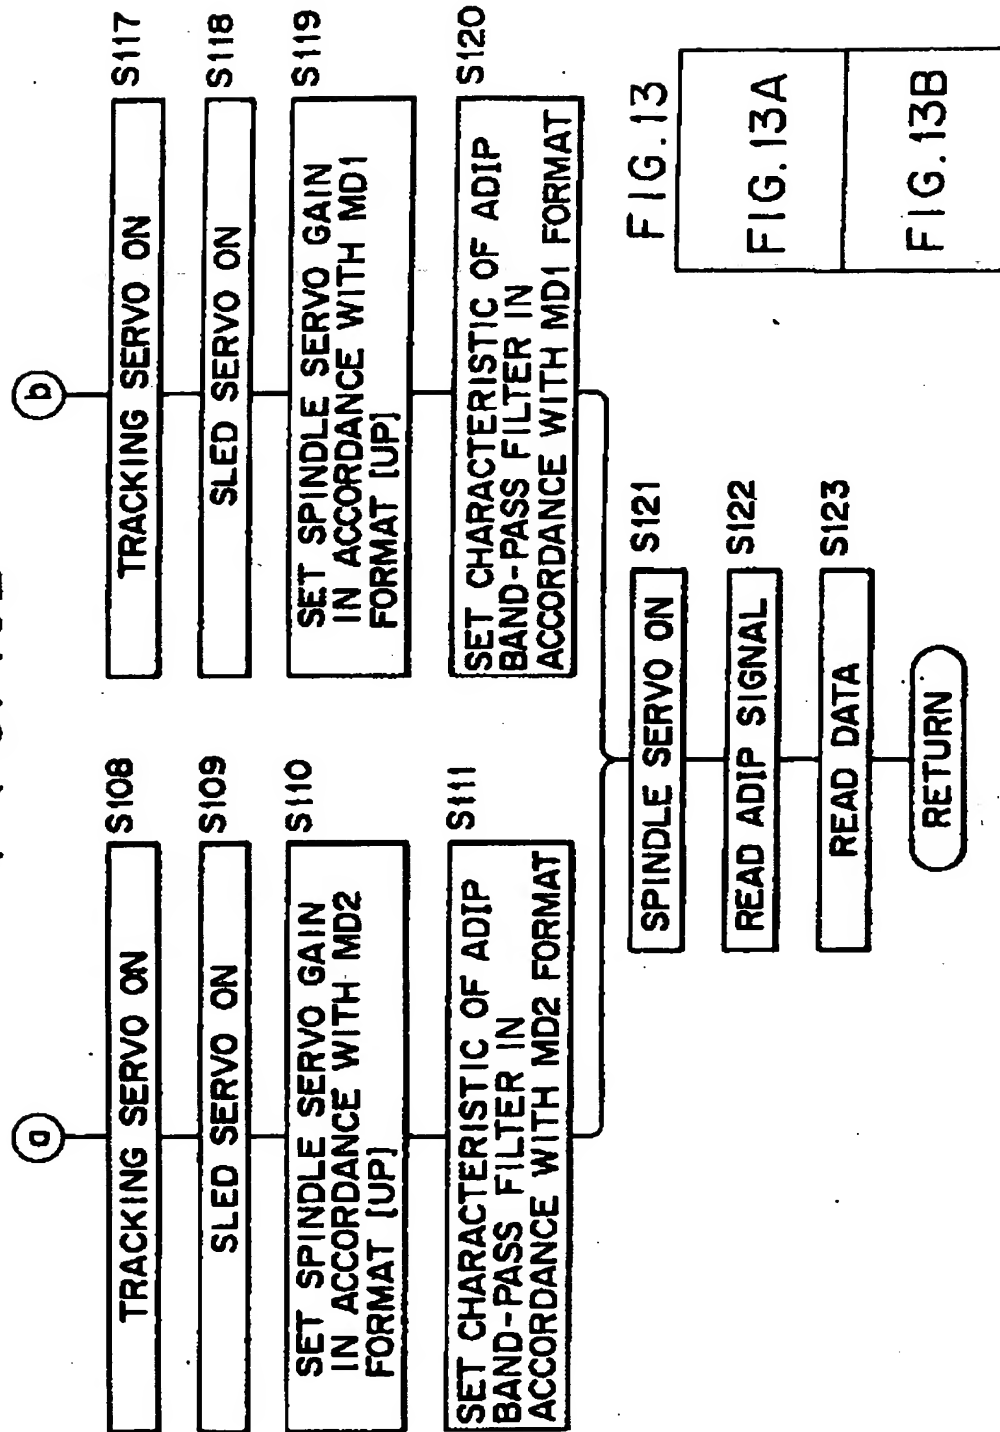 a
TRACKING SERVO ON
S108
SLED SERVO ON
S109
SET SPINDLE SERVO GAIN
IN ACCORDANCE WITH MD2
FORMAT [UP]
S110
SET CHARACTERISTIC OF ADIP
BAND-PASS FILTER IN
ACCORDANCE WITH MD2 FORMAT
S111
b
TRACKING SERVO ON
S117
SLED SERVO ON
S118
SET SPINDLE SERVO GAIN
IN ACCORDANCE WITH MD1
FORMAT [UP]
S119
SET CHARACTERISTIC OF ADIP
BAND-PASS FILTER IN
ACCORDANCE WITH MD1 FORMAT
S120
SPINDLE SERVO ON
S121
READ ADIP SIGNAL
S122
READ DATA
S123
RETURN
FIG.13
FIG.13A
FIG.13B